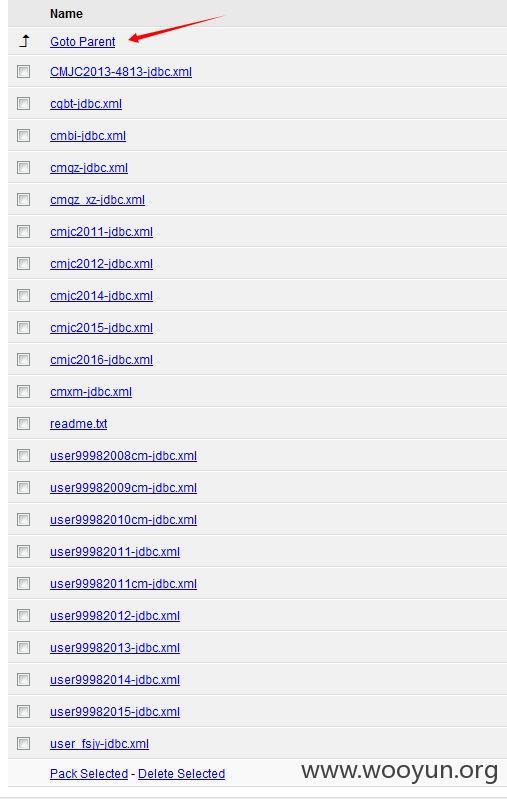 Name
Goto Parent
CMJC2013-4813-jdbc.xml
cqbt-jdbc.xml
cmbi-jdbc.xml
cmgz-jdbc.xml
cmgz_xz-jdbc.xml
cmjc2011-jdbc.xml
cmjc2012-jdbc.xml
cmjc2014-jdbc.xml
cmjc2015-jdbc.xml
cmjc2016-jdbc.xml
cmxm-jdbc.xml
readme.txt
user99982008cm-jdbc.xml
user99982009cm-jdbc.xml
user99982010cm-jdbc.xml
user99982011-jdbc.xml
user99982011cm-jdbc.xml
user99982012-jdbc.xml
user99982013-jdbc.xml
user99982014-jdbc.xml
user99982015-jdbc.xml
user_fsjy-jdbc.xml
Pack Selected - Delete Selected
www.wooyun.org